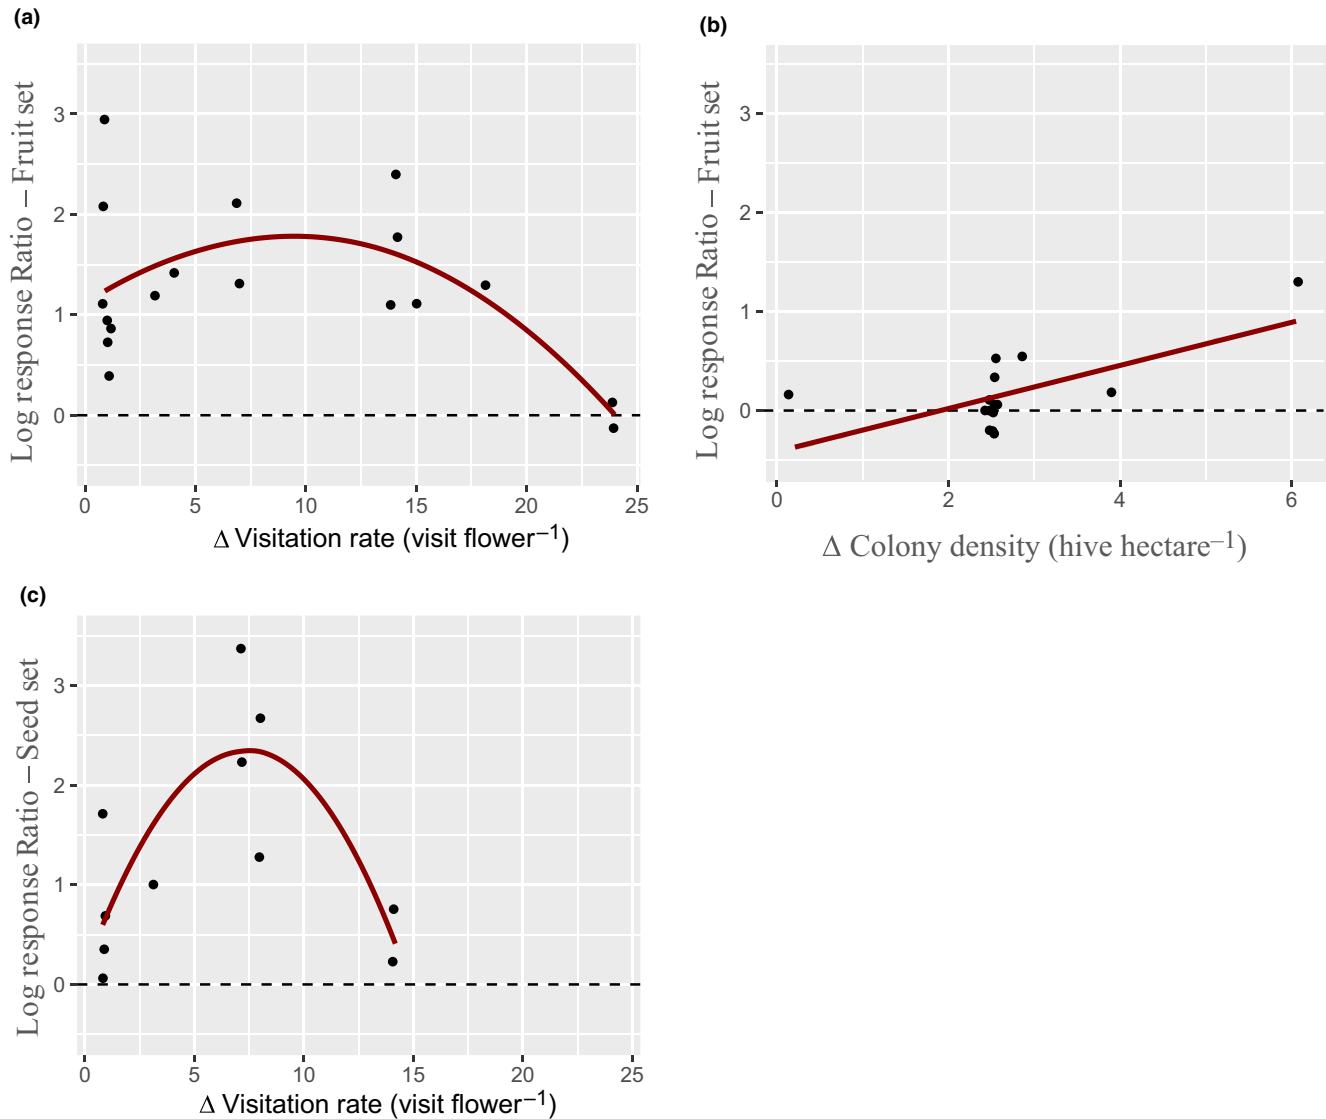 (a)
Log response Ratio – Fruit set
3
2
1
0
0 5 10 15 20 25
Δ Visitation rate (visit flower⁻¹)
(b)
Log response Ratio – Fruit set
3
2
1
0
0 2 4 6
Δ Colony density (hive hectare⁻¹)
(c)
Log response Ratio – Seed set
3
2
1
0
0 5 10 15 20 25
Δ Visitation rate (visit flower⁻¹)